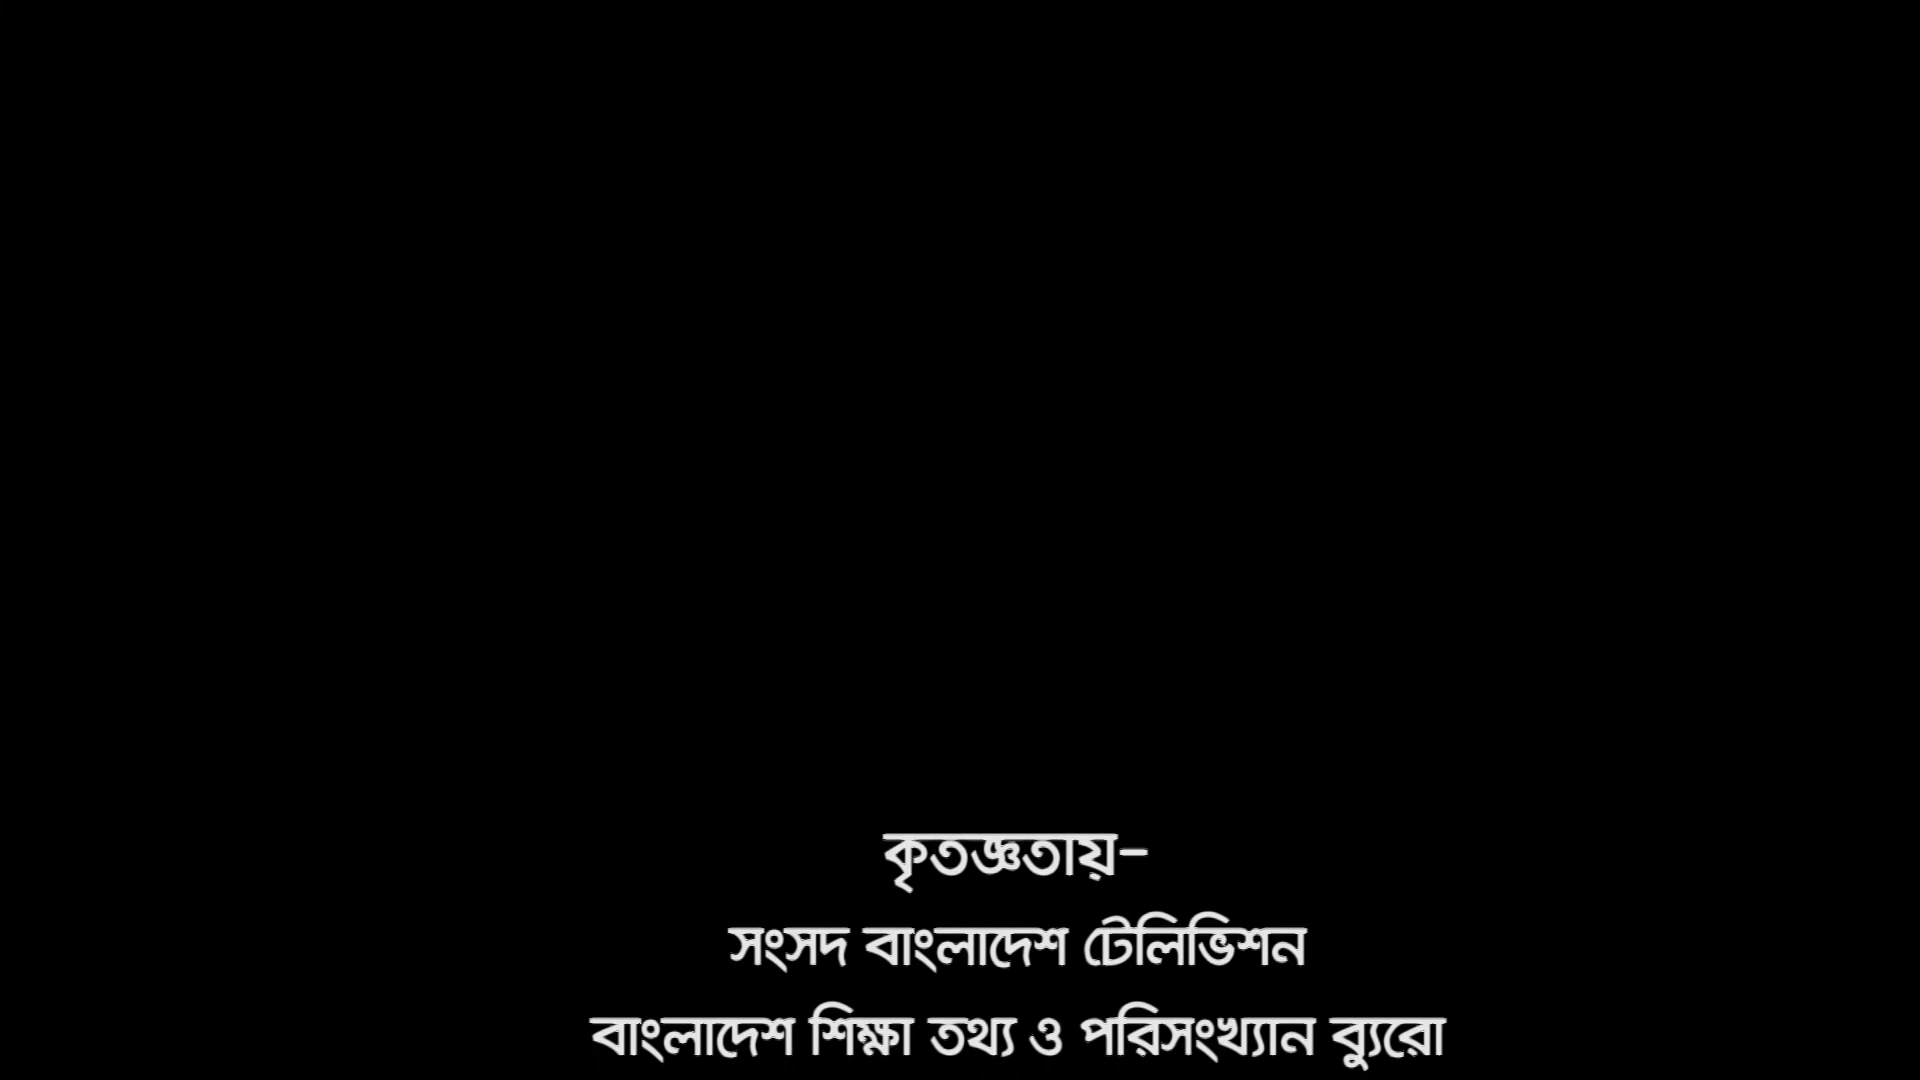 কৃতজ্ঞতায়-
সংসদ বাংলাদেশ টেলিভিশন
বাংলাদেশ শিক্ষা তথ্য ও পরিসংখ্যান ব্যুরো